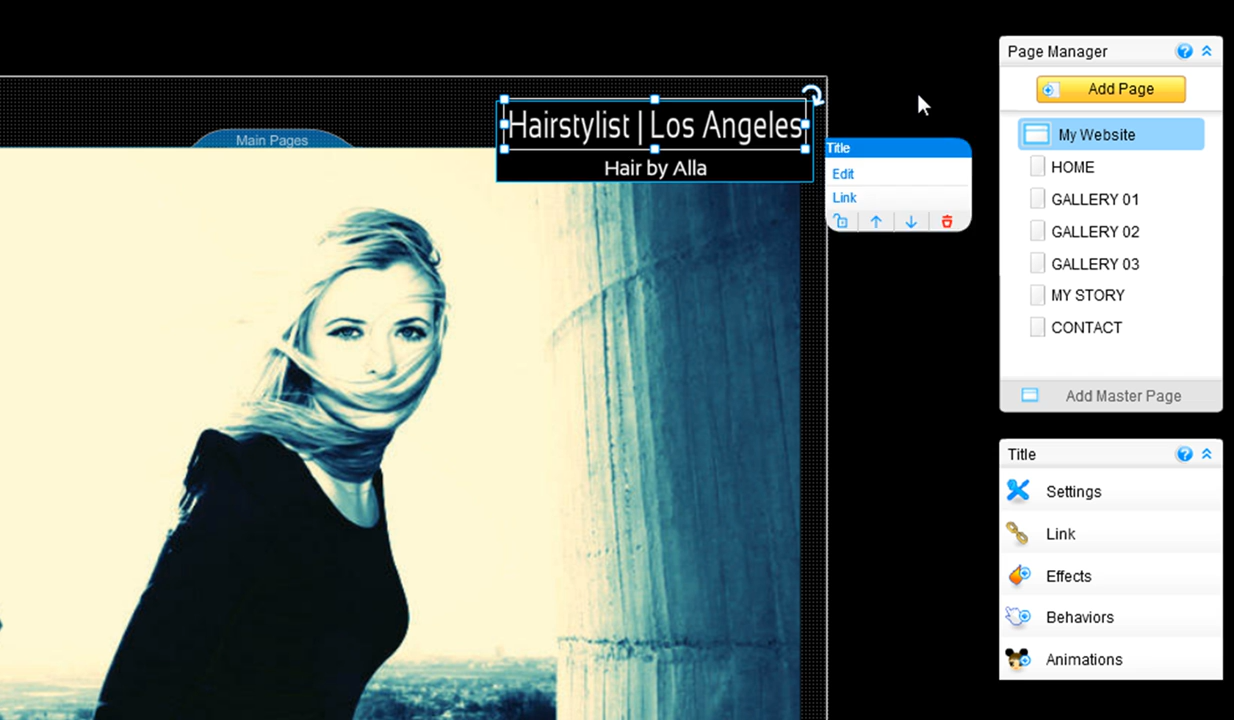 Page Manager
Add Page
Hairstylist | Los Angeles
My Website
Main Pages
Title
Hair by Alla
HOME
Edit
Link
GALLERY 01
GALLERY 02
GALLERY 03
MY STORY
CONTACT
Add Master Page
Title
Settings
Link
Effects
Behaviors
Animations